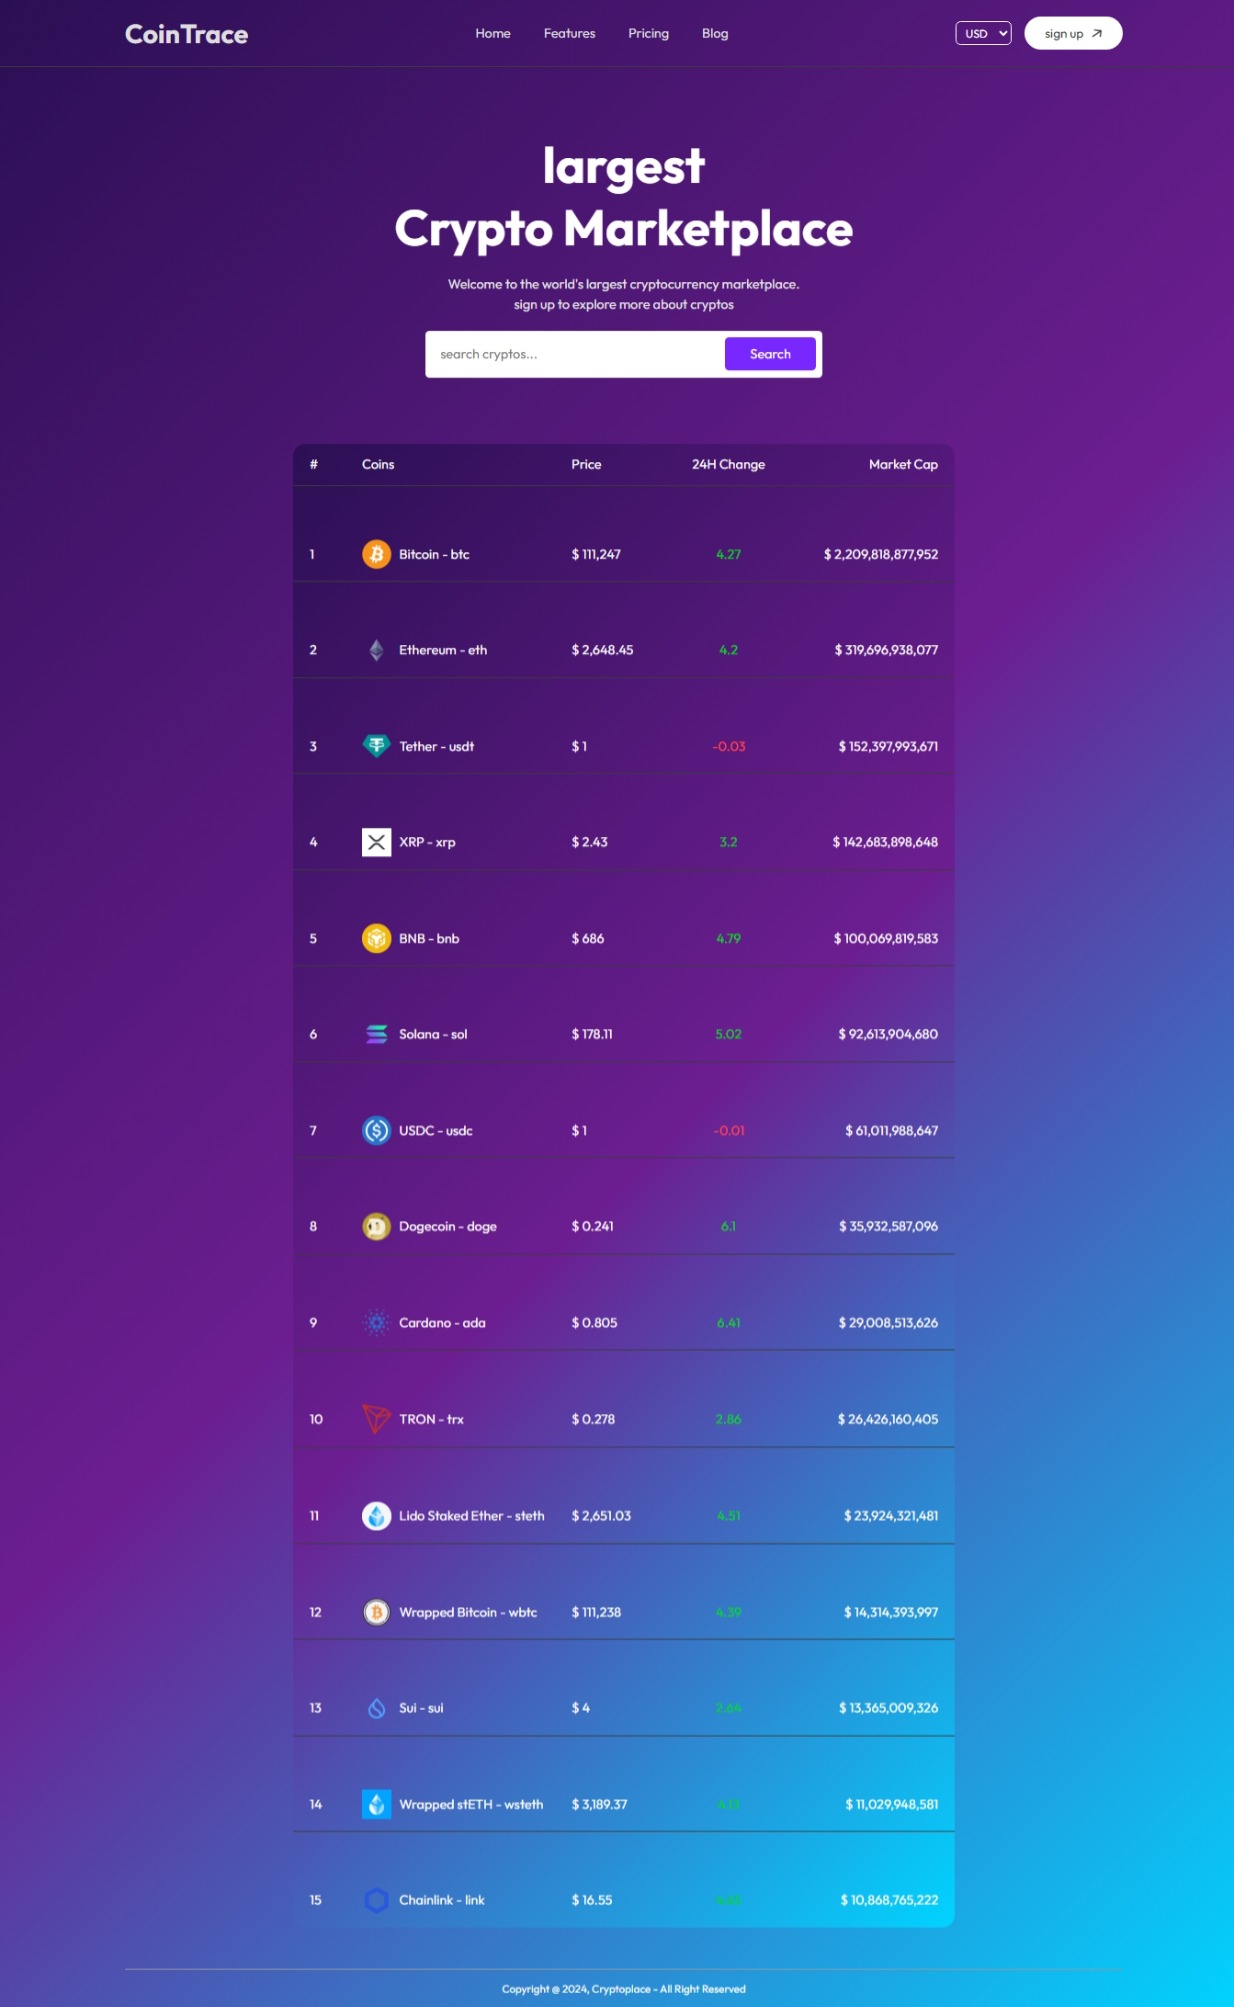 CoinTrace
Home Features Pricing Blog
USD
sign up
largest
Crypto Marketplace
Welcome to the world's largest cryptocurrency marketplace.
sign up to explore more about cryptos
search cryptos...
Search
# Coins Price 24H Change Market Cap
1 Bitcoin - btc $ 111,247 4.27 $ 2,209,818,877,952
2 Ethereum - eth $ 2,648.45 4.2 $ 319,696,938,077
3 Tether - usdt $ 1 -0.03 $ 152,397,993,671
4 XRP - xrp $ 2.43 3.2 $ 142,683,898,648
5 BNB - bnb $ 686 4.79 $ 100,069,819,583
6 Solana - sol $ 178.11 5.02 $ 92,613,904,680
7 USDC - usdc $ 1 -0.01 $ 61,011,988,647
8 Dogecoin - doge $ 0.241 6.1 $ 35,932,587,096
9 Cardano - ada $ 0.805 6.41 $ 29,008,513,626
10 TRON - trx $ 0.278 2.86 $ 26,426,160,405
11 Lido Staked Ether - steth $ 2,651.03 4.51 $ 23,924,321,481
12 Wrapped Bitcoin - wbtc $ 111,238 4.39 $ 14,314,393,997
13 Sui - sui $ 4 2.64 $ 13,365,009,326
14 Wrapped stETH - wsteth $ 3,189.37 $ 11,029,948,581
15 Chainlink - link $ 16.55 $ 10,868,765,222
Copyright @ 2024, Cryptoplace - All Right Reserved